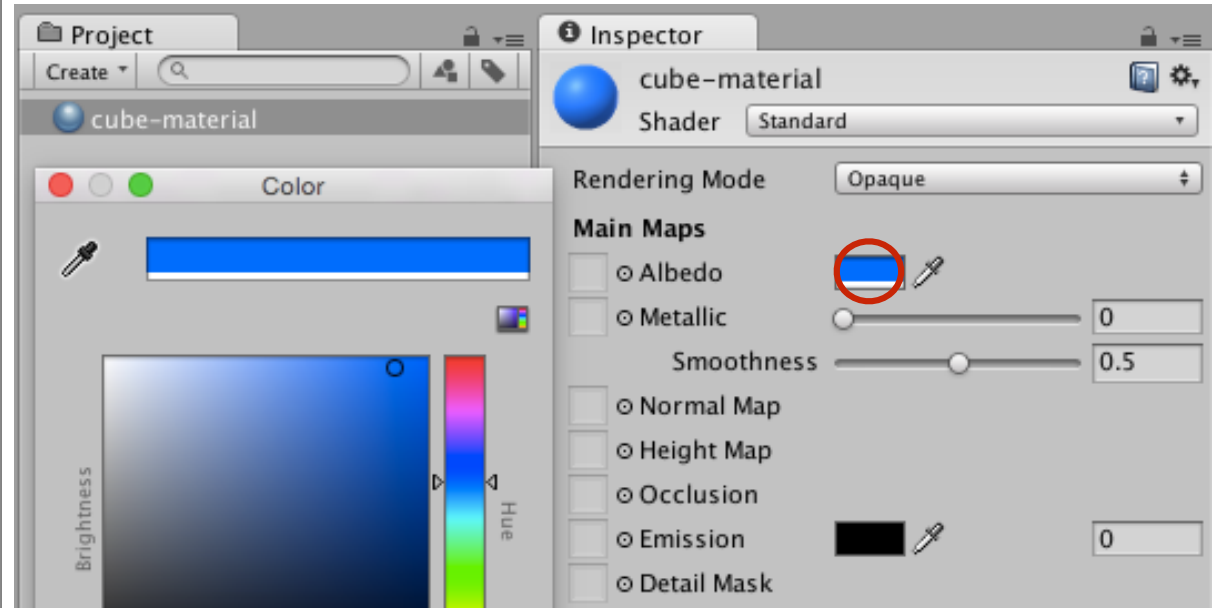 Project
Create
cube-material
Color
Brightness
Hue
Inspector
cube-material
Shader Standard
Rendering Mode Opaque
Main Maps
Albedo
Metallic 0
Smoothness 0.5
Normal Map
Height Map
Occlusion
Emission 0
Detail Mask